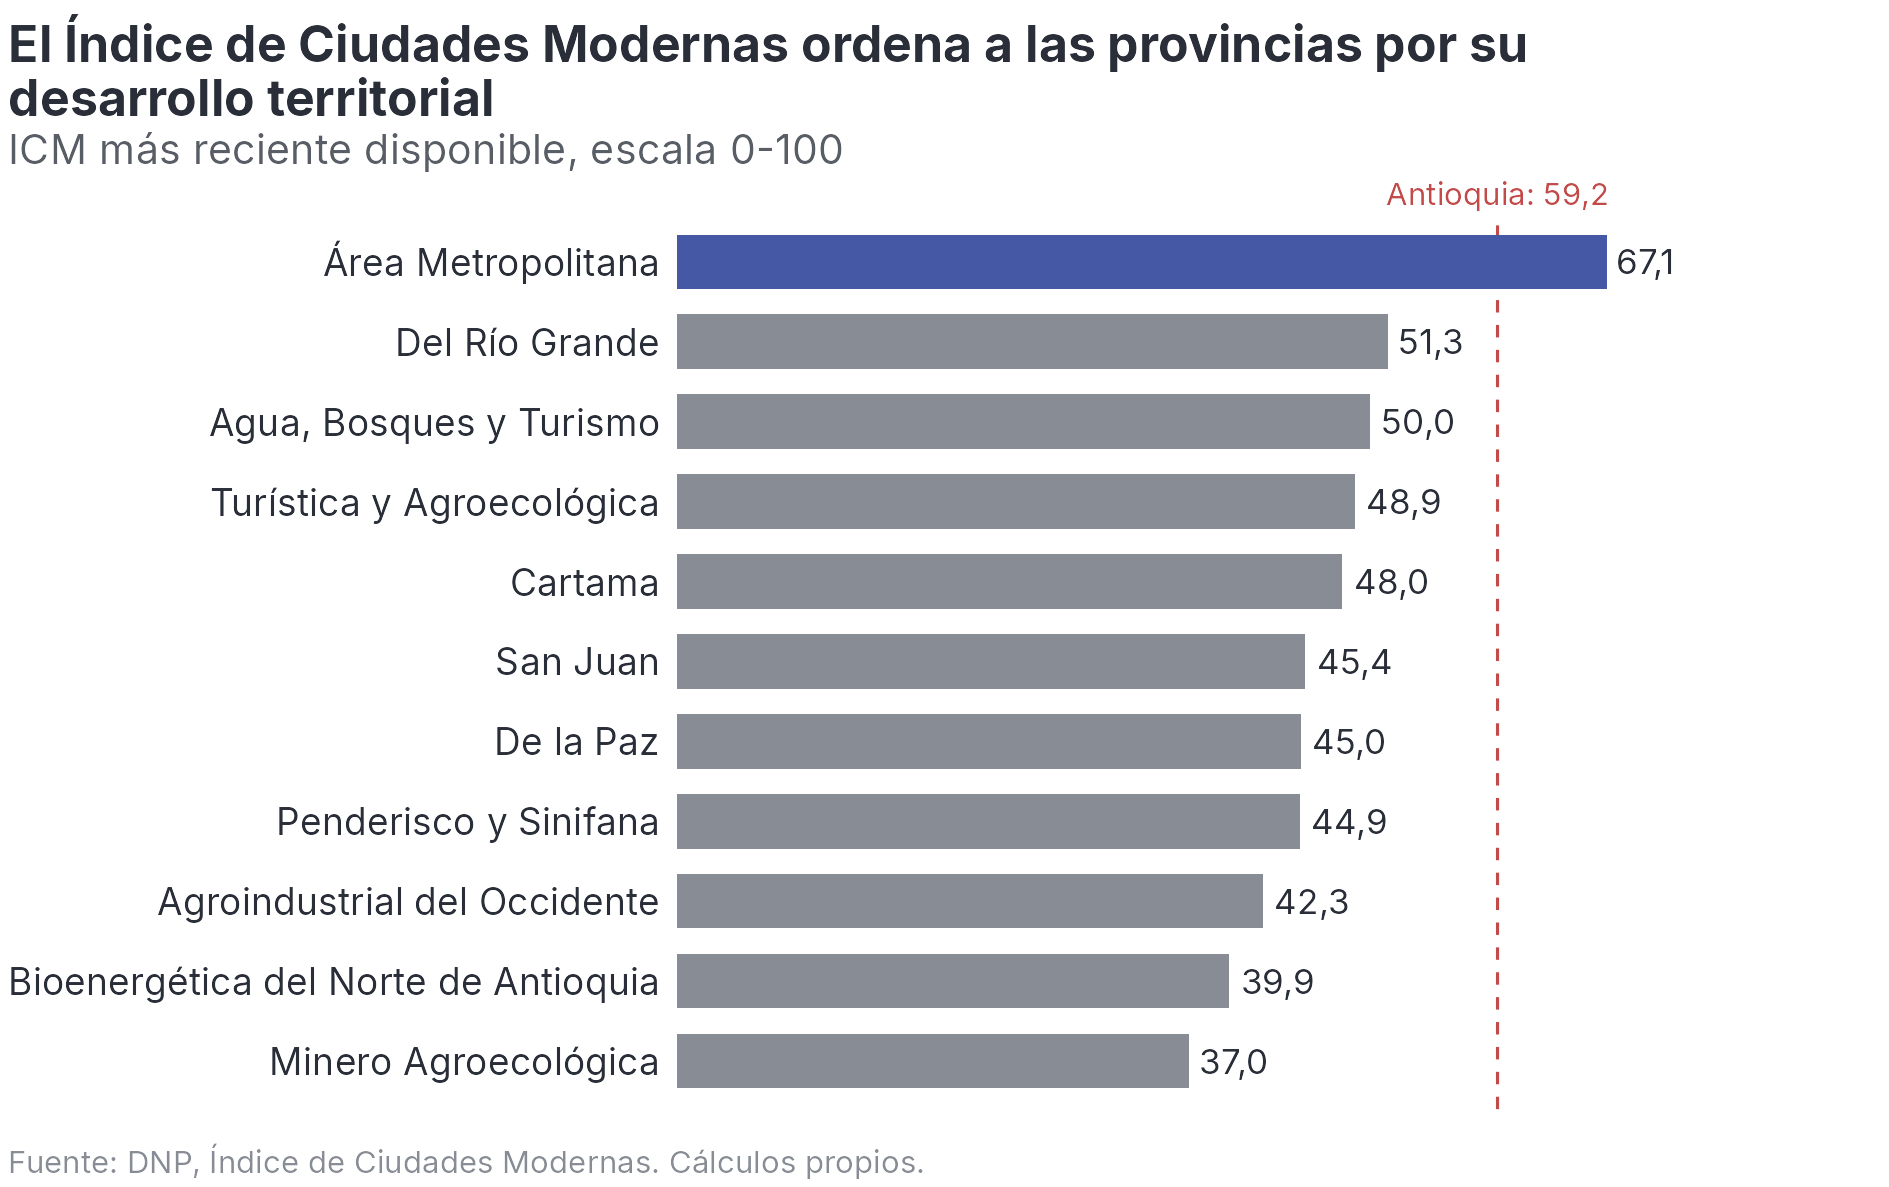 El Índice de Ciudades Modernas ordena a las provincias por su
desarrollo territorial
ICM más reciente disponible, escala 0-100
Antioquia: 59,2
Área Metropolitana 67,1
Del Río Grande 51,3
Agua, Bosques y Turismo 50,0
Turística y Agroecológica 48,9
Cartama 48,0
San Juan 45,4
De la Paz 45,0
Penderisco y Sinifana 44,9
Agroindustrial del Occidente 42,3
Bioenergética del Norte de Antioquia 39,9
Minero Agroecológica 37,0
Fuente: DNP, Índice de Ciudades Modernas. Cálculos propios.